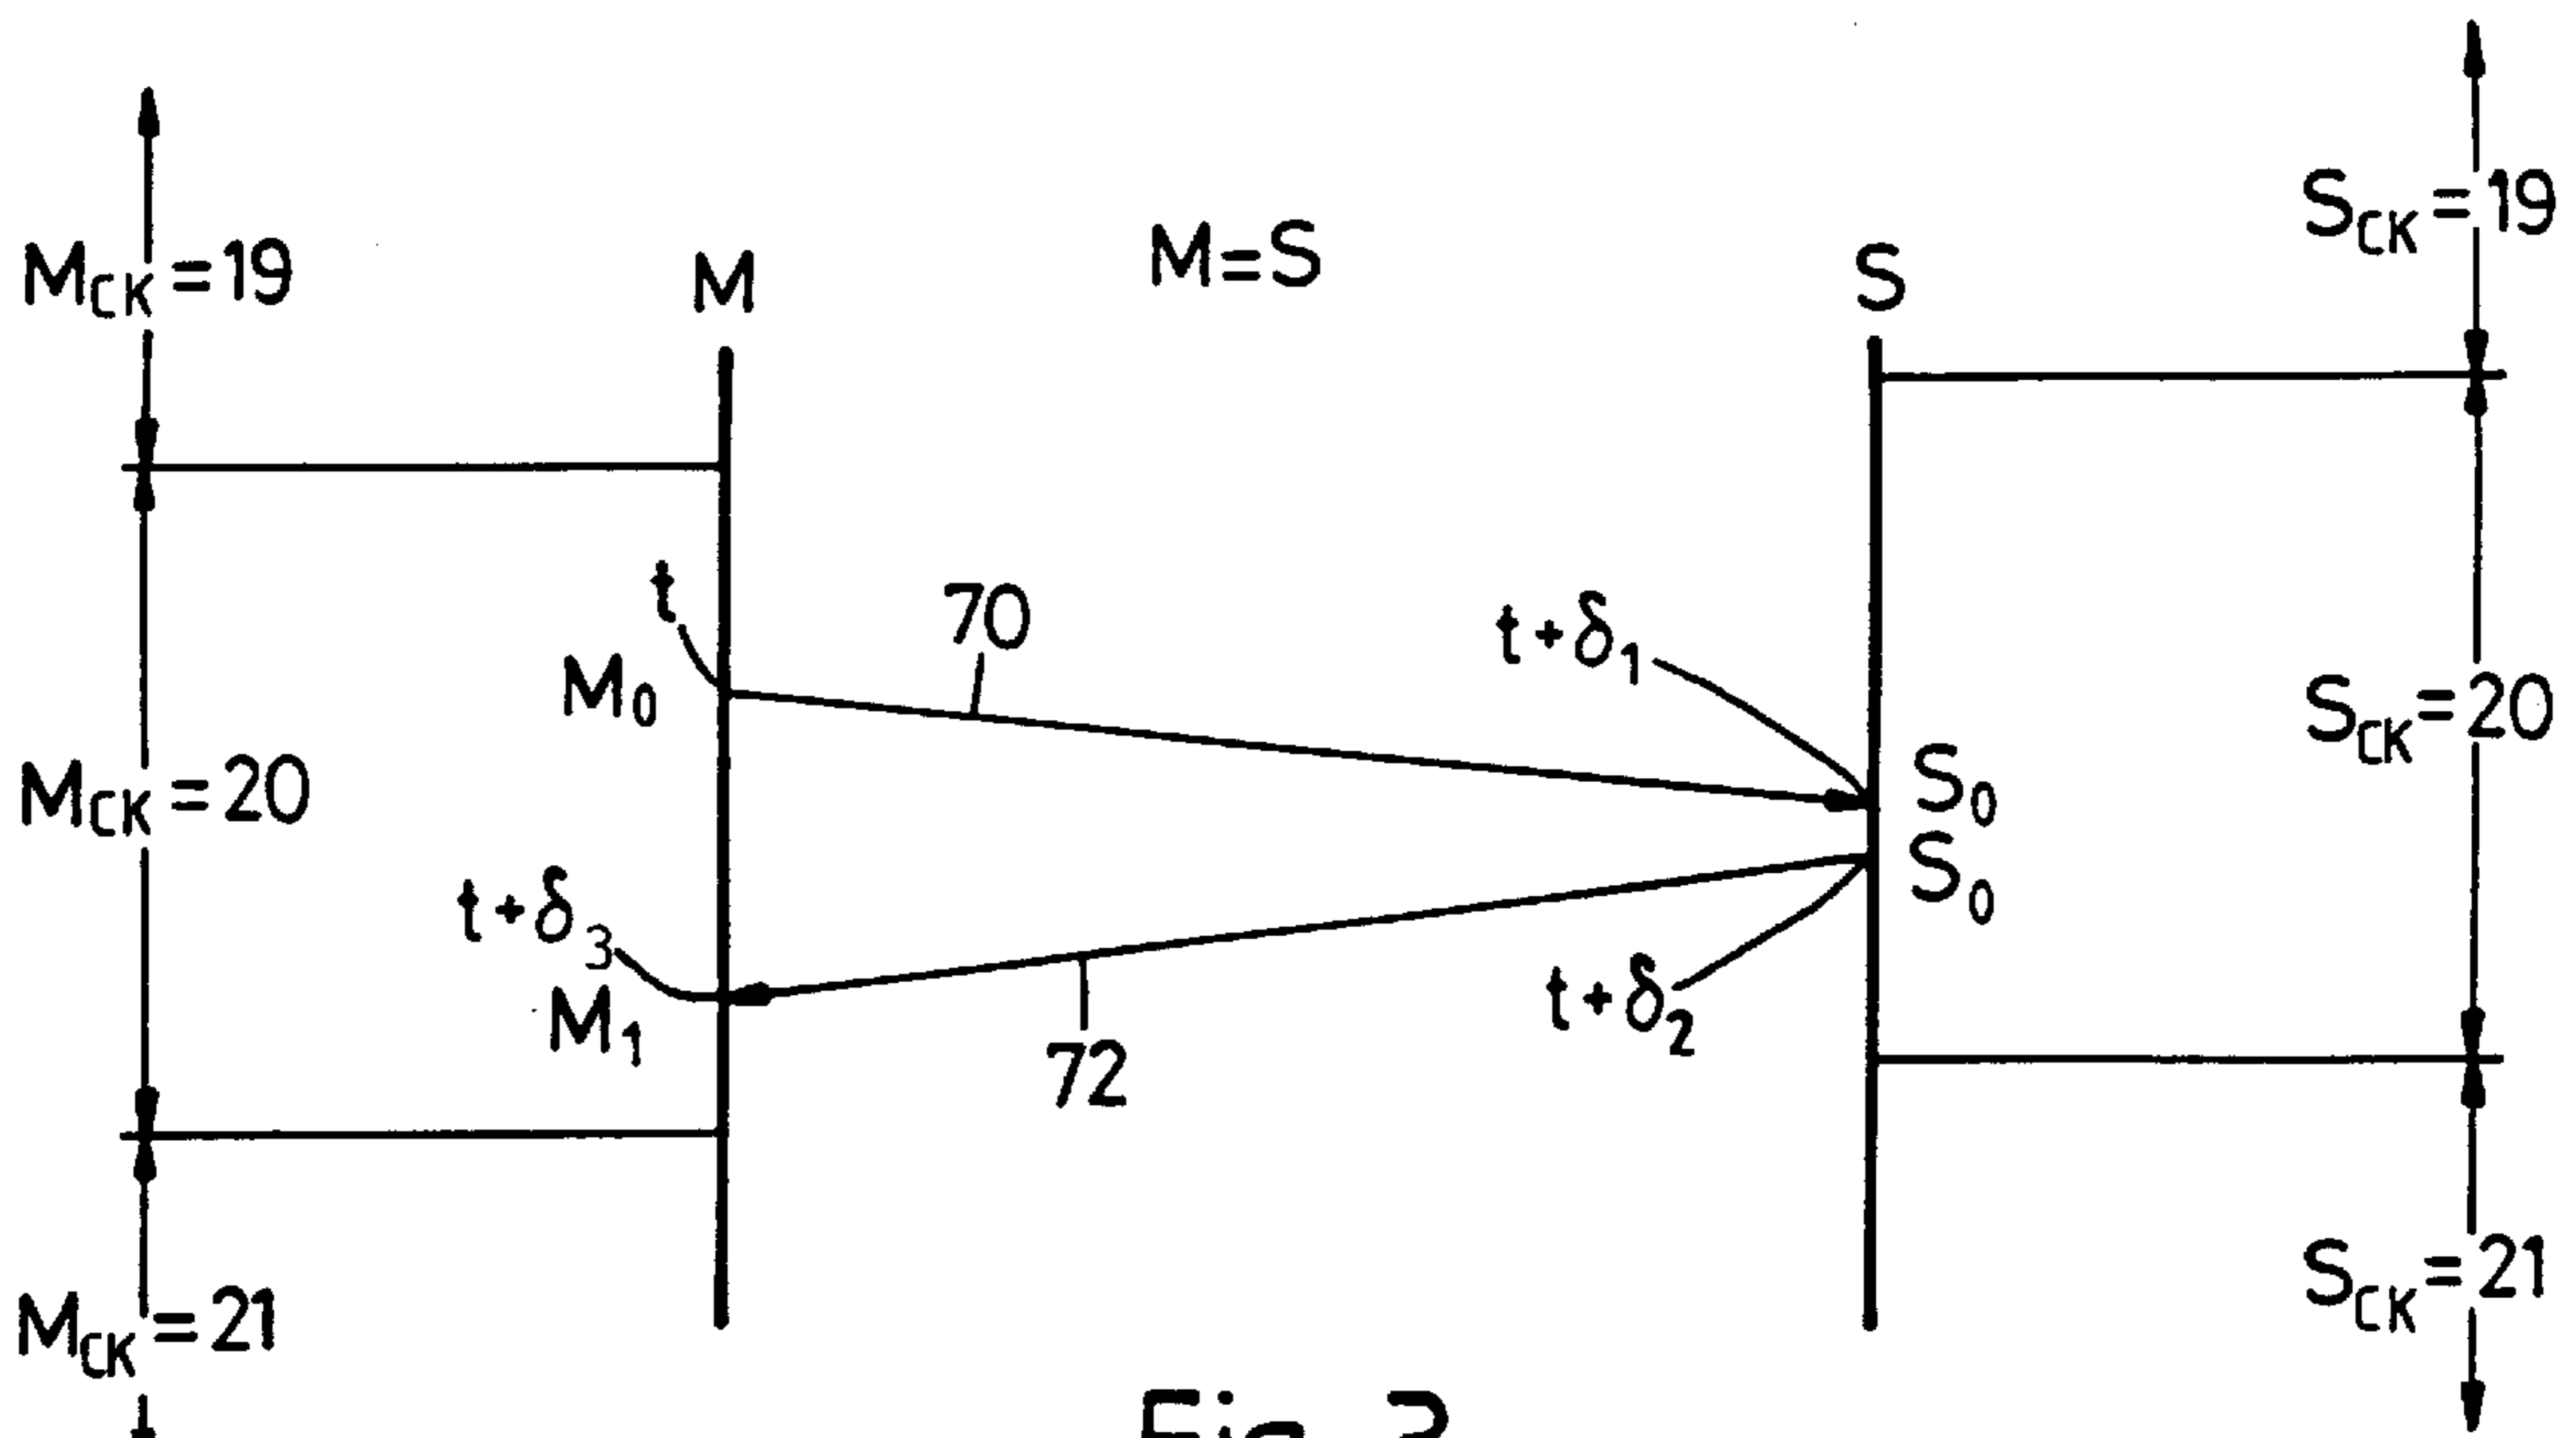 M=S
M
S
M_CK = 19
M_CK = 20
M_CK = 21
S_CK = 19
S_CK = 20
S_CK = 21
t
M₀
70
t+δ₁
S₀
S₀
t+δ₃
M₁
72
t+δ₂